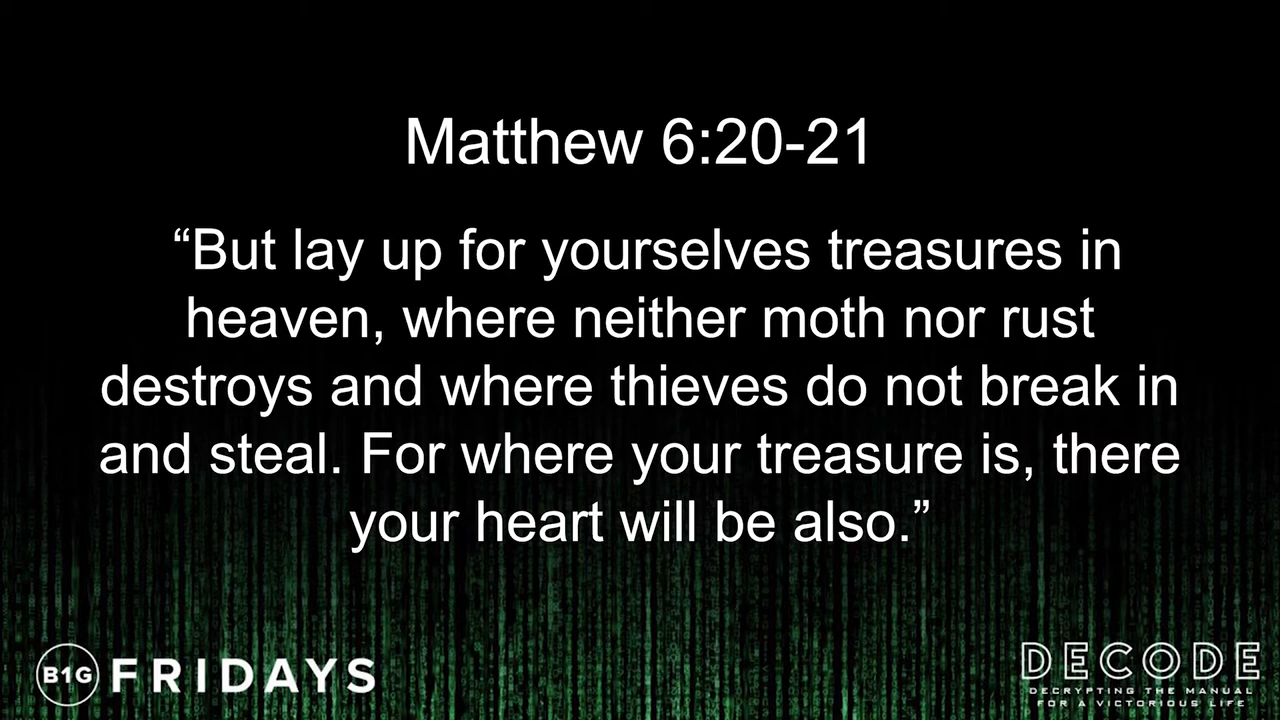 Matthew 6:20-21
“But lay up for yourselves treasures in
heaven, where neither moth nor rust
destroys and where thieves do not break in
and steal. For where your treasure is, there
your heart will be also.”
B1G FRIDAYS
DECODE
DECRYPTING THE MANUAL
FOR A VICTORIOUS LIFE